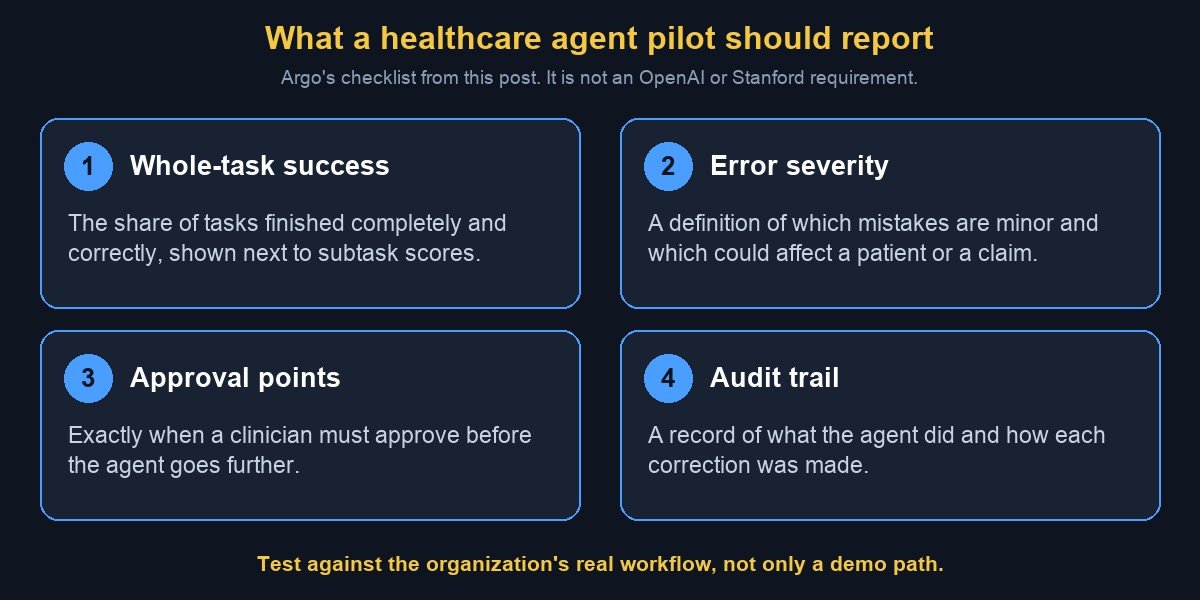 What a healthcare agent pilot should report
Argo's checklist from this post. It is not an OpenAI or Stanford requirement.
1
Whole-task success
The share of tasks finished completely and
correctly, shown next to subtask scores.
2
Error severity
A definition of which mistakes are minor and
which could affect a patient or a claim.
3
Approval points
Exactly when a clinician must approve before
the agent goes further.
4
Audit trail
A record of what the agent did and how each
correction was made.
Test against the organization's real workflow, not only a demo path.